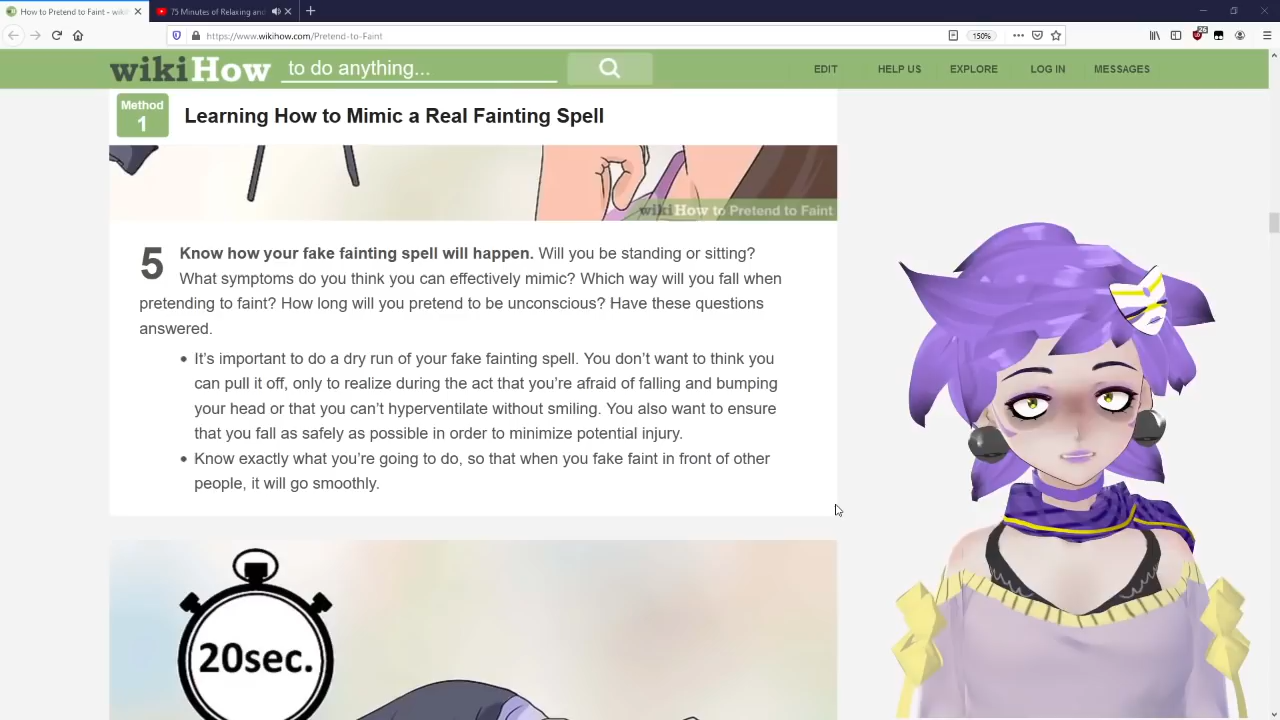 How to Pretend to Faint - wiki
75 Minutes of Relaxing and
https://www.wikihow.com/Pretend-to-Faint
150%
wikiHow to do anything...
EDIT HELP US EXPLORE LOG IN MESSAGES
Method
1
Learning How to Mimic a Real Fainting Spell
wikiHow to Pretend to Faint
5 Know how your fake fainting spell will happen. Will you be standing or sitting?
What symptoms do you think you can effectively mimic? Which way will you fall when
pretending to faint? How long will you pretend to be unconscious? Have these questions
answered.
• It's important to do a dry run of your fake fainting spell. You don't want to think you
can pull it off, only to realize during the act that you're afraid of falling and bumping
your head or that you can't hyperventilate without smiling. You also want to ensure
that you fall as safely as possible in order to minimize potential injury.
• Know exactly what you're going to do, so that when you fake faint in front of other
people, it will go smoothly.
20sec.